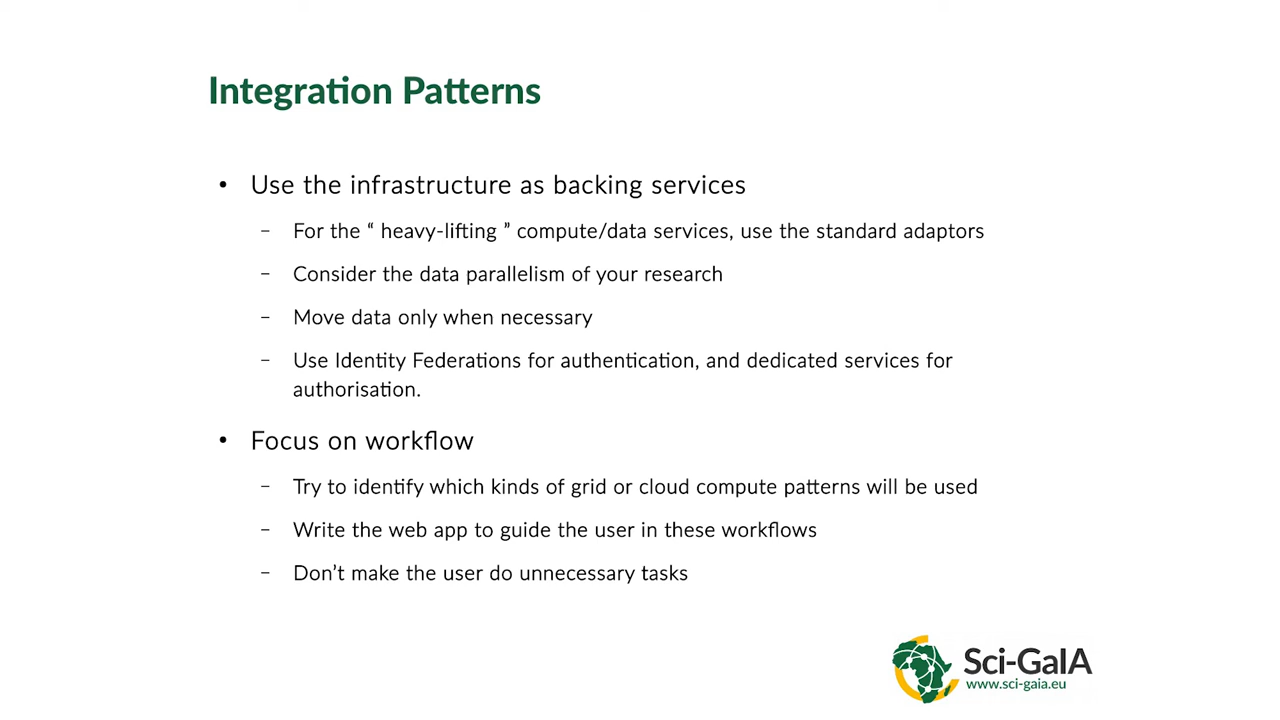 Integration Patterns
• Use the infrastructure as backing services
– For the “ heavy-lifting ” compute/data services, use the standard adaptors
– Consider the data parallelism of your research
– Move data only when necessary
– Use Identity Federations for authentication, and dedicated services for
authorisation.
• Focus on workflow
– Try to identify which kinds of grid or cloud compute patterns will be used
– Write the web app to guide the user in these workflows
– Don’t make the user do unnecessary tasks
Sci-GaIA
www.sci-gaia.eu